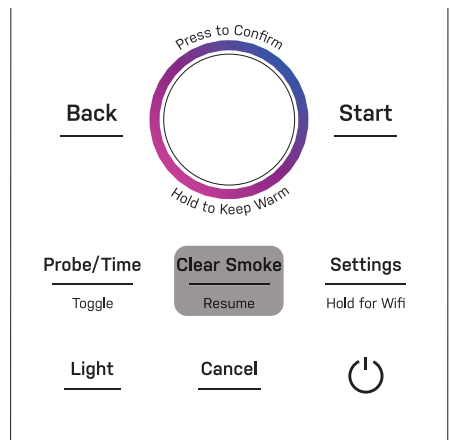 Press to Confirm
Back
Start
Hold to Keep Warm
Probe/Time
Toggle
Clear Smoke
Resume
Settings
Hold for Wifi
Light
Cancel